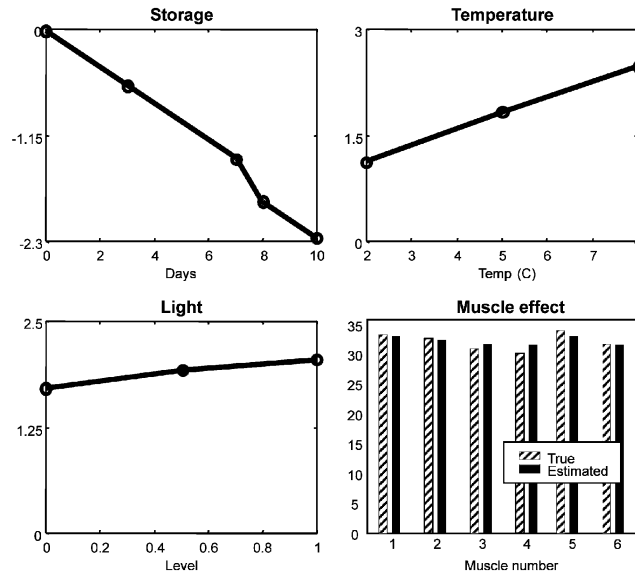 Storage
0
-1.15
-2.3
0 2 4 6 8 10
Days
Temperature
3
1.5
0
2 3 4 5 6 7
Temp (C)
Light
2.5
1.25
0
0 0.2 0.4 0.6 0.8 1
Level
Muscle effect
35
30
25
35
15
10
5
0
True
Estimated
1 2 3 4 5 6
Muscle number